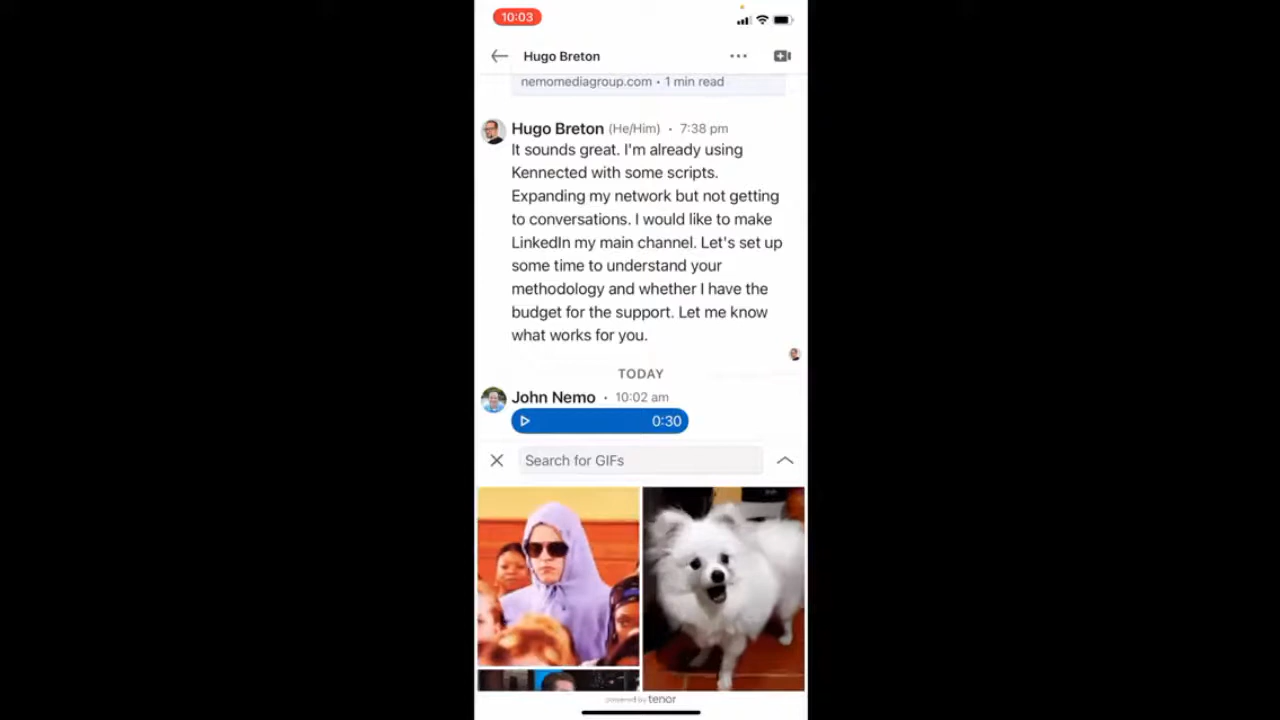 10:03
Hugo Breton
nemomediagroup.com • 1 min read
Hugo Breton (He/Him) • 7:38 pm
It sounds great. I'm already using
Kennected with some scripts.
Expanding my network but not getting
to conversations. I would like to make
LinkedIn my main channel. Let's set up
some time to understand your
methodology and whether I have the
budget for the support. Let me know
what works for you.
TODAY
John Nemo • 10:02 am
0:30
Search for GIFs
powered by tenor